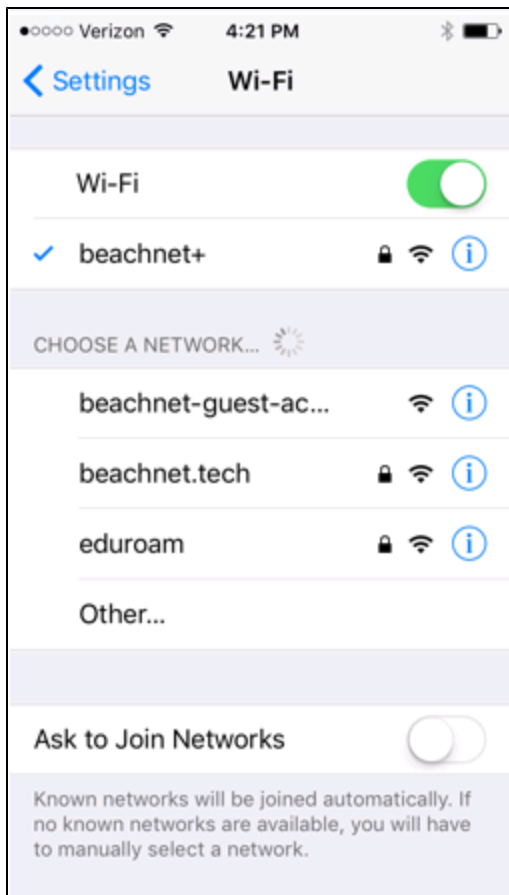 Verizon 4:21 PM
Settings Wi-Fi
Wi-Fi
beachnet+
CHOOSE A NETWORK...
beachnet-guest-ac...
beachnet.tech
eduroam
Other...
Ask to Join Networks
Known networks will be joined automatically. If
no known networks are available, you will have
to manually select a network.